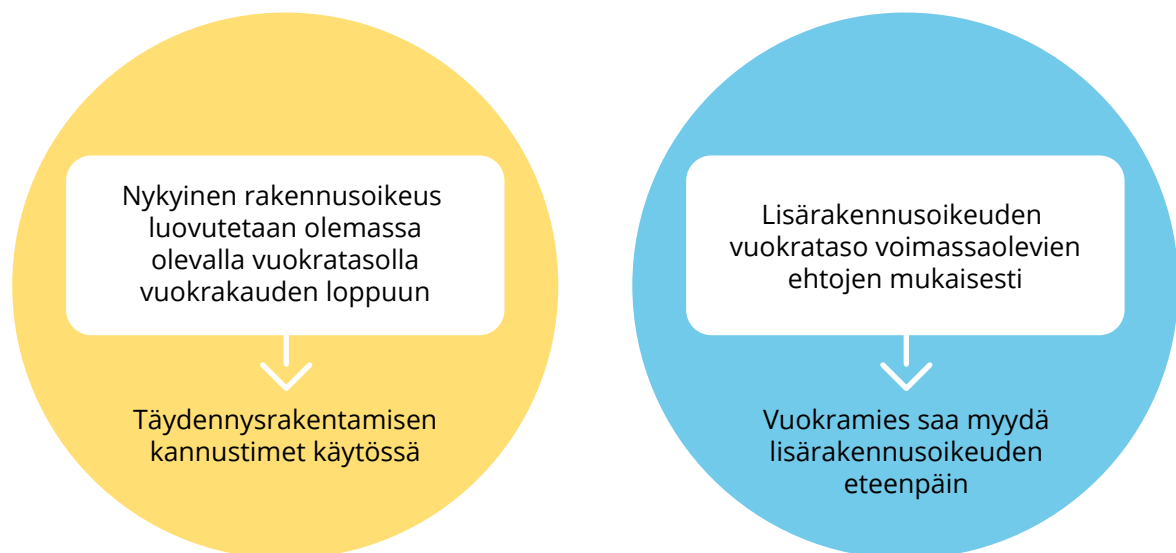 Nykyinen rakennusoikeus
luovutetaan olemassa
olevalla vuokratasolla
vuokrakauden loppuun
Täydennysrakentamisen
kannustimet käytössä
Lisärakennusoikeuden
vuokrataso voimassaolevien
ehtojen mukaisesti
Vuokramies saa myydä
lisärakennusoikeuden
eteenpäin